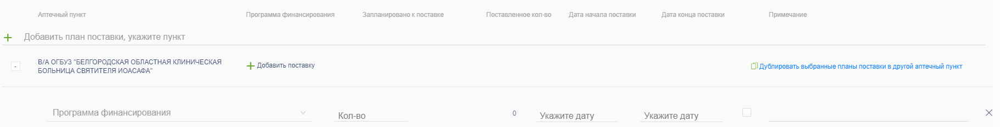 Аптечный пункт Программа финансирования Запланировано к поставке Поставленное кол-во Дата начала поставки Дата конца поставки Примечание
Добавить план поставки, укажите пункт
- В/А ОГБУЗ "БЕЛГОРОДСКАЯ ОБЛАСТНАЯ КЛИНИЧЕСКАЯ
БОЛЬНИЦА СВЯТИТЕЛЯ ИОАСАФА"
Добавить поставку
Дублировать выбранные планы поставки в другой аптечный пункт
Программа финансирования Кол-во 0 Укажите дату Укажите дату